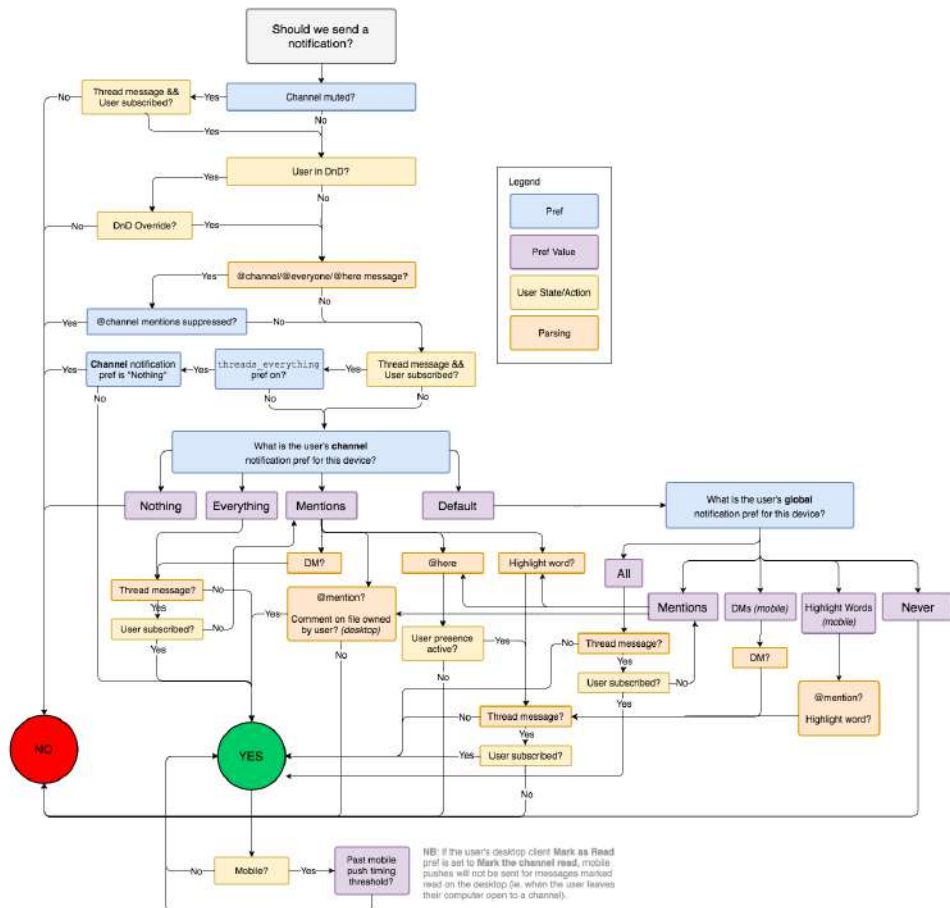 Should we send a
notification?
No
Thread message &&
User subscribed?
Yes
Channel muted?
No
Yes
Yes
User in DnD?
No
No
DnD Override?
Yes
Yes
@channel/@everyone/@here message?
No
Yes
@channel mentions suppressed?
No
Yes
Channel notification
pref is "Nothing"
Yes
threads_everything
pref on?
Yes
Thread message &&
User subscribed?
No
No
No
What is the user's channel
notification pref for this device?
Nothing
Everything
Mentions
Default
What is the user's global
notification pref for this device?
DM?
@here
Highlight word?
All
Thread message?
No
Yes
User subscribed?
No
Yes
Yes
@mention?
Comment on file owned
by user? (desktop)
No
User presence
active?
Yes
No
Mentions
DMs (mobile)
Highlight Words
(mobile)
Never
No
Thread message?
Yes
User subscribed?
No
Yes
DM?
@mention?
Highlight word?
No
Thread message?
Yes
Yes
User subscribed?
No
NO
YES
No
Mobile?
Yes
Past mobile
push timing
threshold?
NB: if the user's desktop client Mark as Read
pref is set to Mark the channel read, mobile
pushes will not be sent for messages marked
read on the desktop (ie. when the user leaves
their computer open to a channel).
Legend
Pref
Pref Value
User State/Action
Parsing